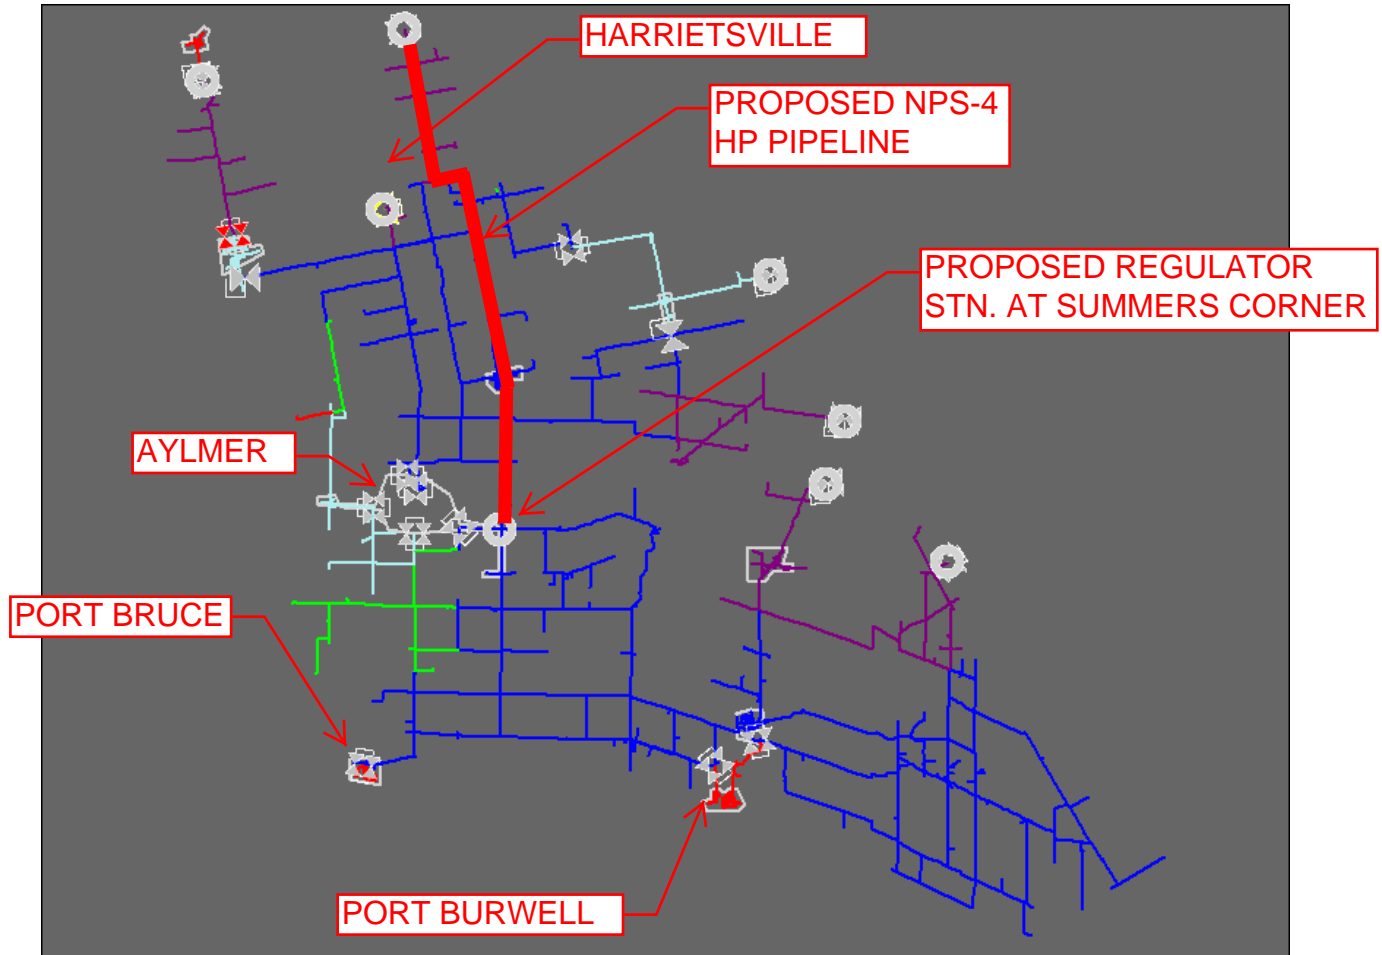 HARRIETSVILLE
PROPOSED NPS-4
HP PIPELINE
PROPOSED REGULATOR
STN. AT SUMMERS CORNER
AYLMER
PORT BRUCE
PORT BURWELL